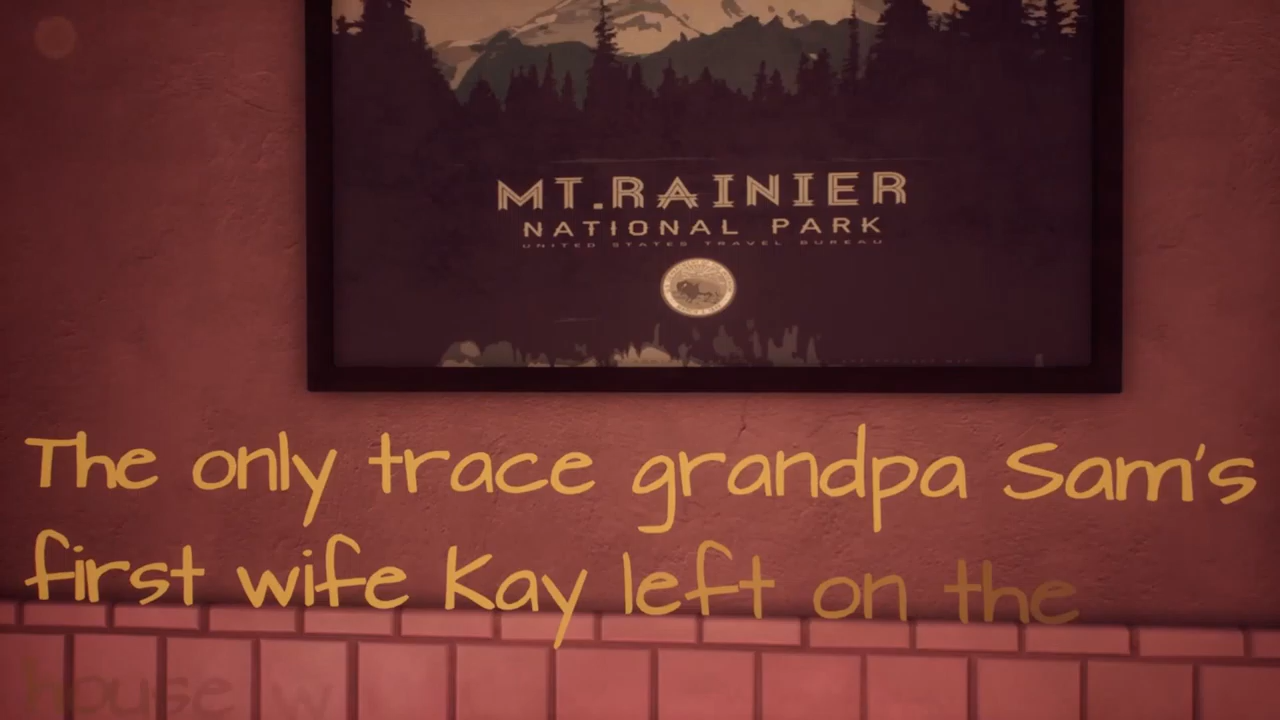 MT.RAINIER
NATIONAL PARK
UNITED STATES TRAVEL BUREAU
The only trace grandpa Sam's
first wife Kay left on the
house w